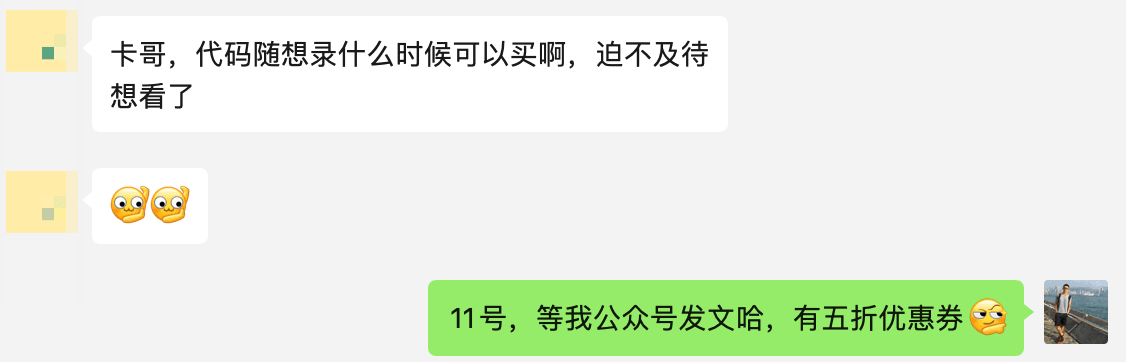 卡哥，代码随想录什么时候可以买啊，迫不及待
想看了
11号，等我公众号发文哈，有五折优惠券